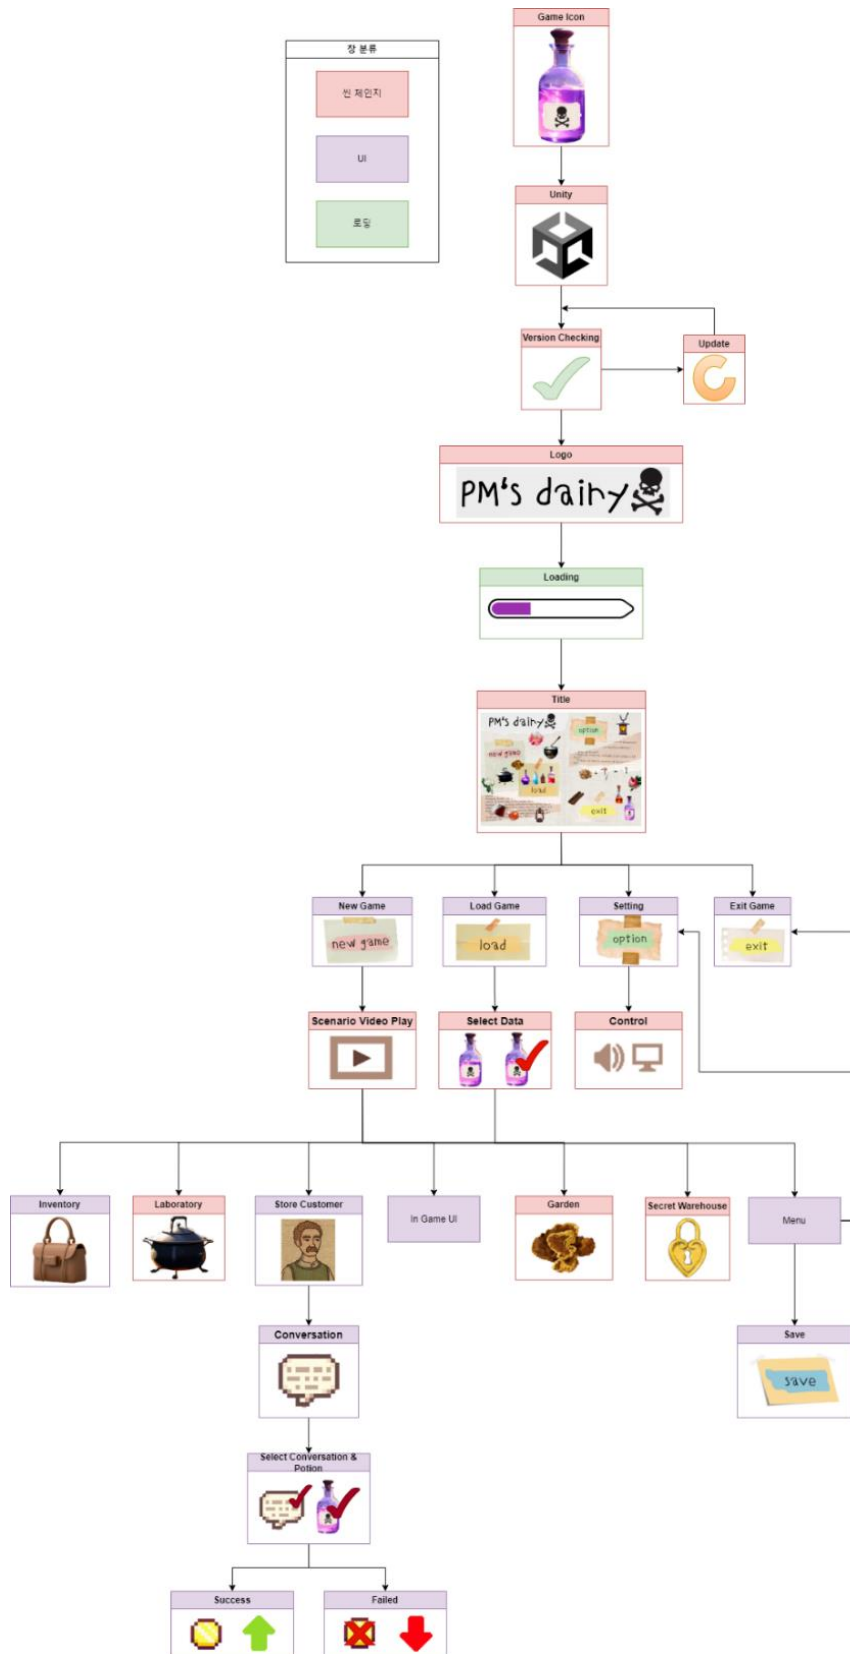 Game Icon
장 분류
씬 체인지
UI
로딩
Unity
Version Checking
Update
Logo
PM's dairy
Loading
Title
PM's dairy
option
new game
load
exit
New Game
Load Game
Setting
Exit Game
new game
load
option
exit
Scenario Video Play
Select Data
Control
Inventory
Laboratory
Store Customer
In Game UI
Garden
Secret Warehouse
Menu
Conversation
Save
save
Select Conversation &
Potion
Success
Failed